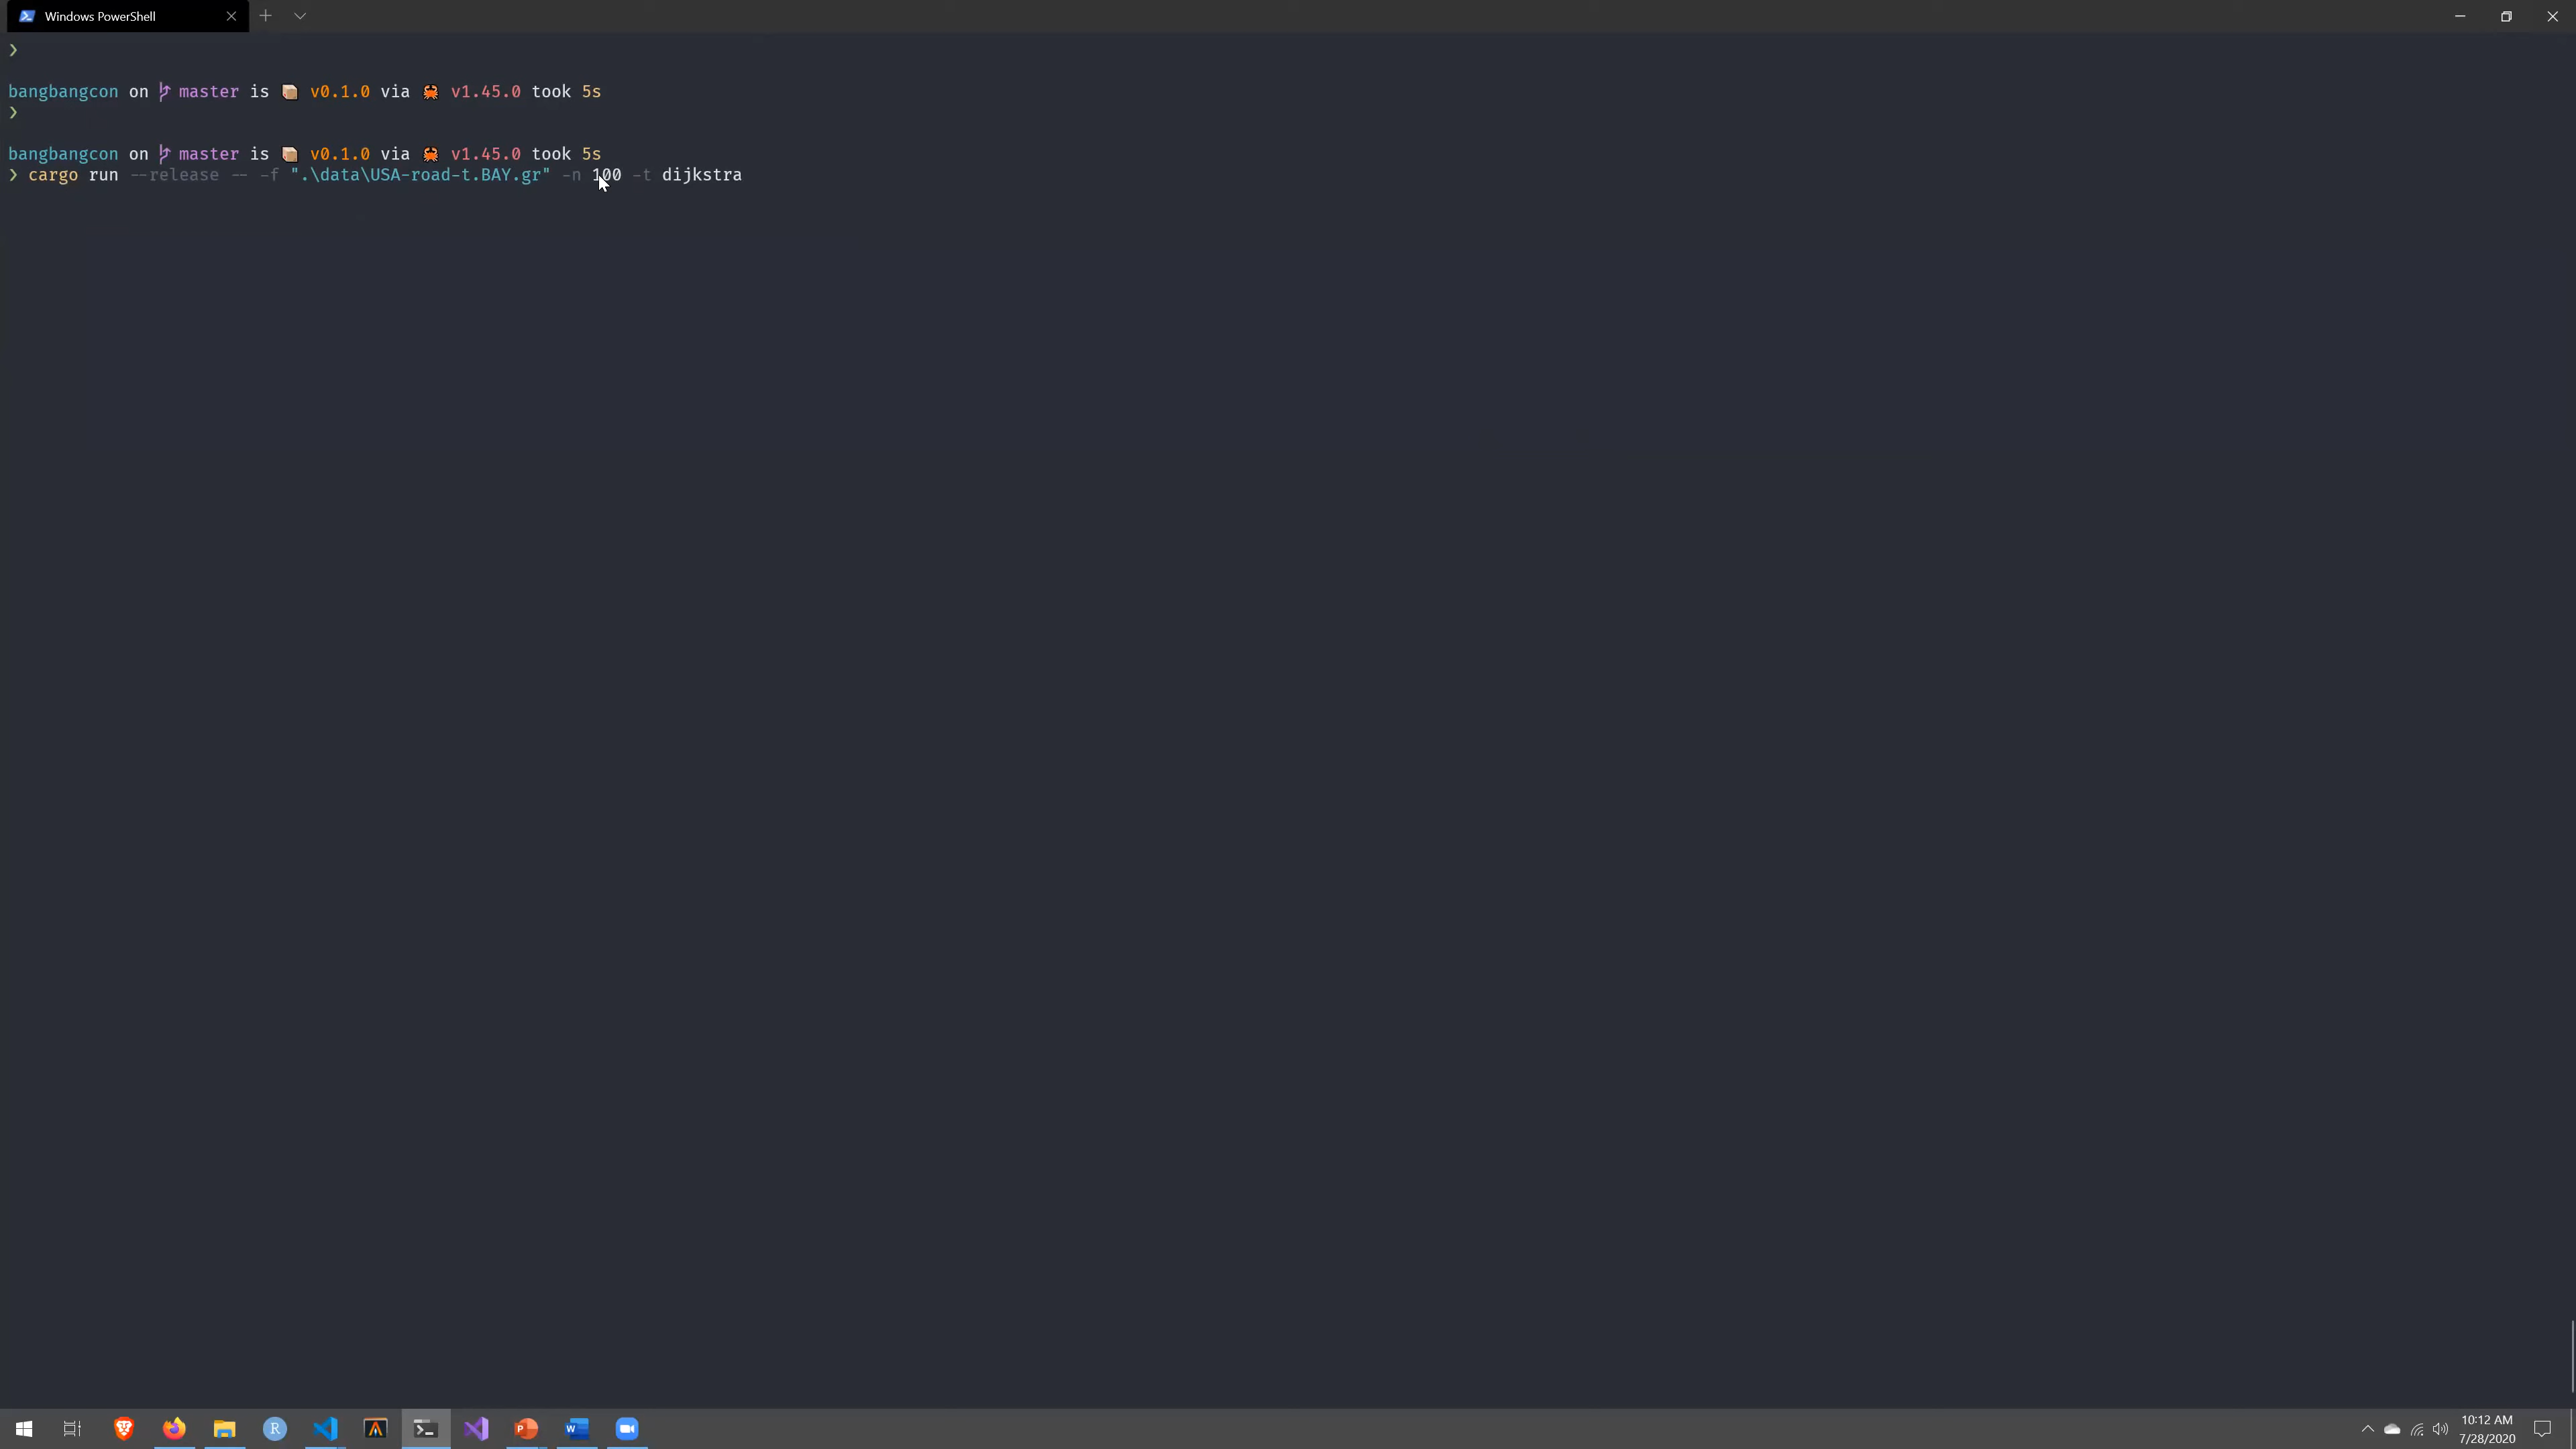 Windows PowerShell
❯
bangbangcon on master is 📦 v0.1.0 via 🦀 v1.45.0 took 5s
❯
bangbangcon on master is 📦 v0.1.0 via 🦀 v1.45.0 took 5s
❯ cargo run --release -- -f ".\data\USA-road-t.BAY.gr" -n 100 -t dijkstra
10:12 AM
7/28/2020